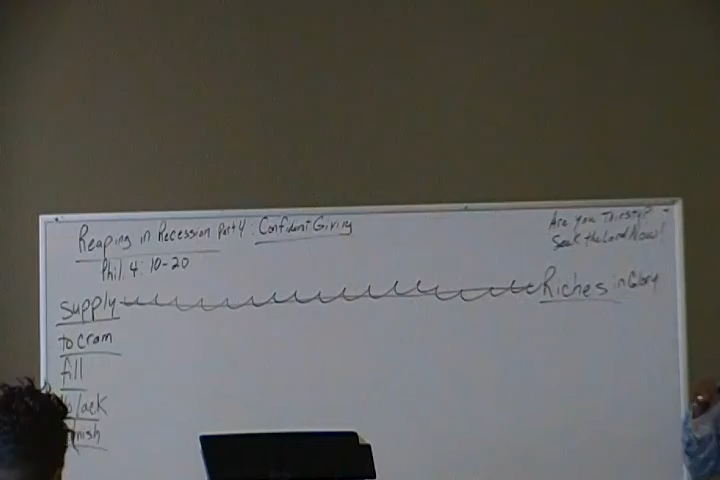 Reaping in Recession Part 4: Confident Giving
Are you Thirsty?
Seek the Lord Now!
Phil. 4: 10-20
supply
Riches in Glory
to cram
fill
lack